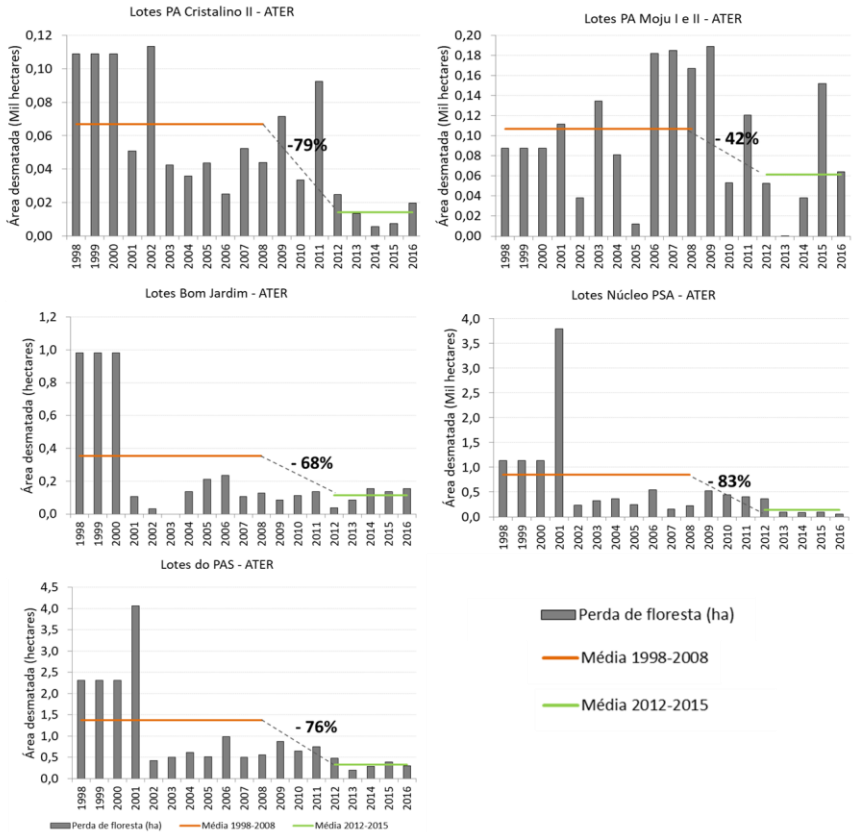 Lotes PA Cristalino II - ATER
Área desmatada (Mil hectares)
0,12
0,10
0,08
0,06
0,04
0,02
0,00
-79%
1998 1999 2000 2001 2002 2003 2004 2005 2006 2007 2008 2009 2010 2011 2012 2013 2014 2015 2016
Lotes PA Moju I e II - ATER
Área desmatada (Mil hectares)
0,20
0,18
0,16
0,14
0,12
0,10
0,08
0,06
0,04
0,02
0,00
- 42%
1998 1999 2000 2001 2002 2003 2004 2005 2006 2007 2008 2009 2010 2011 2012 2013 2014 2015 2016
Lotes Bom Jardim - ATER
Área desmatada (hectares)
1,2
1,0
0,8
0,6
0,4
0,2
0,0
- 68%
1998 1999 2000 2001 2002 2003 2004 2005 2006 2007 2008 2009 2010 2011 2012 2013 2014 2015 2016
Lotes Núcleo PSA - ATER
Área desmatada (Mil hectares)
4,0
3,5
3,0
2,5
2,0
1,5
1,0
0,5
0,0
- 83%
1998 1999 2000 2001 2002 2003 2004 2005 2006 2007 2008 2009 2010 2011 2012 2013 2014 2015 2016
Lotes do PAS - ATER
Área desmatada (hectares)
4,5
4,0
3,5
3,0
2,5
2,0
1,5
1,0
0,5
0,0
- 76%
1998 1999 2000 2001 2002 2003 2004 2005 2006 2007 2008 2009 2010 2011 2012 2013 2014 2015 2016
Perda de floresta (ha) Média 1998-2008 Média 2012-2015
Perda de floresta (ha)
Média 1998-2008
Média 2012-2015